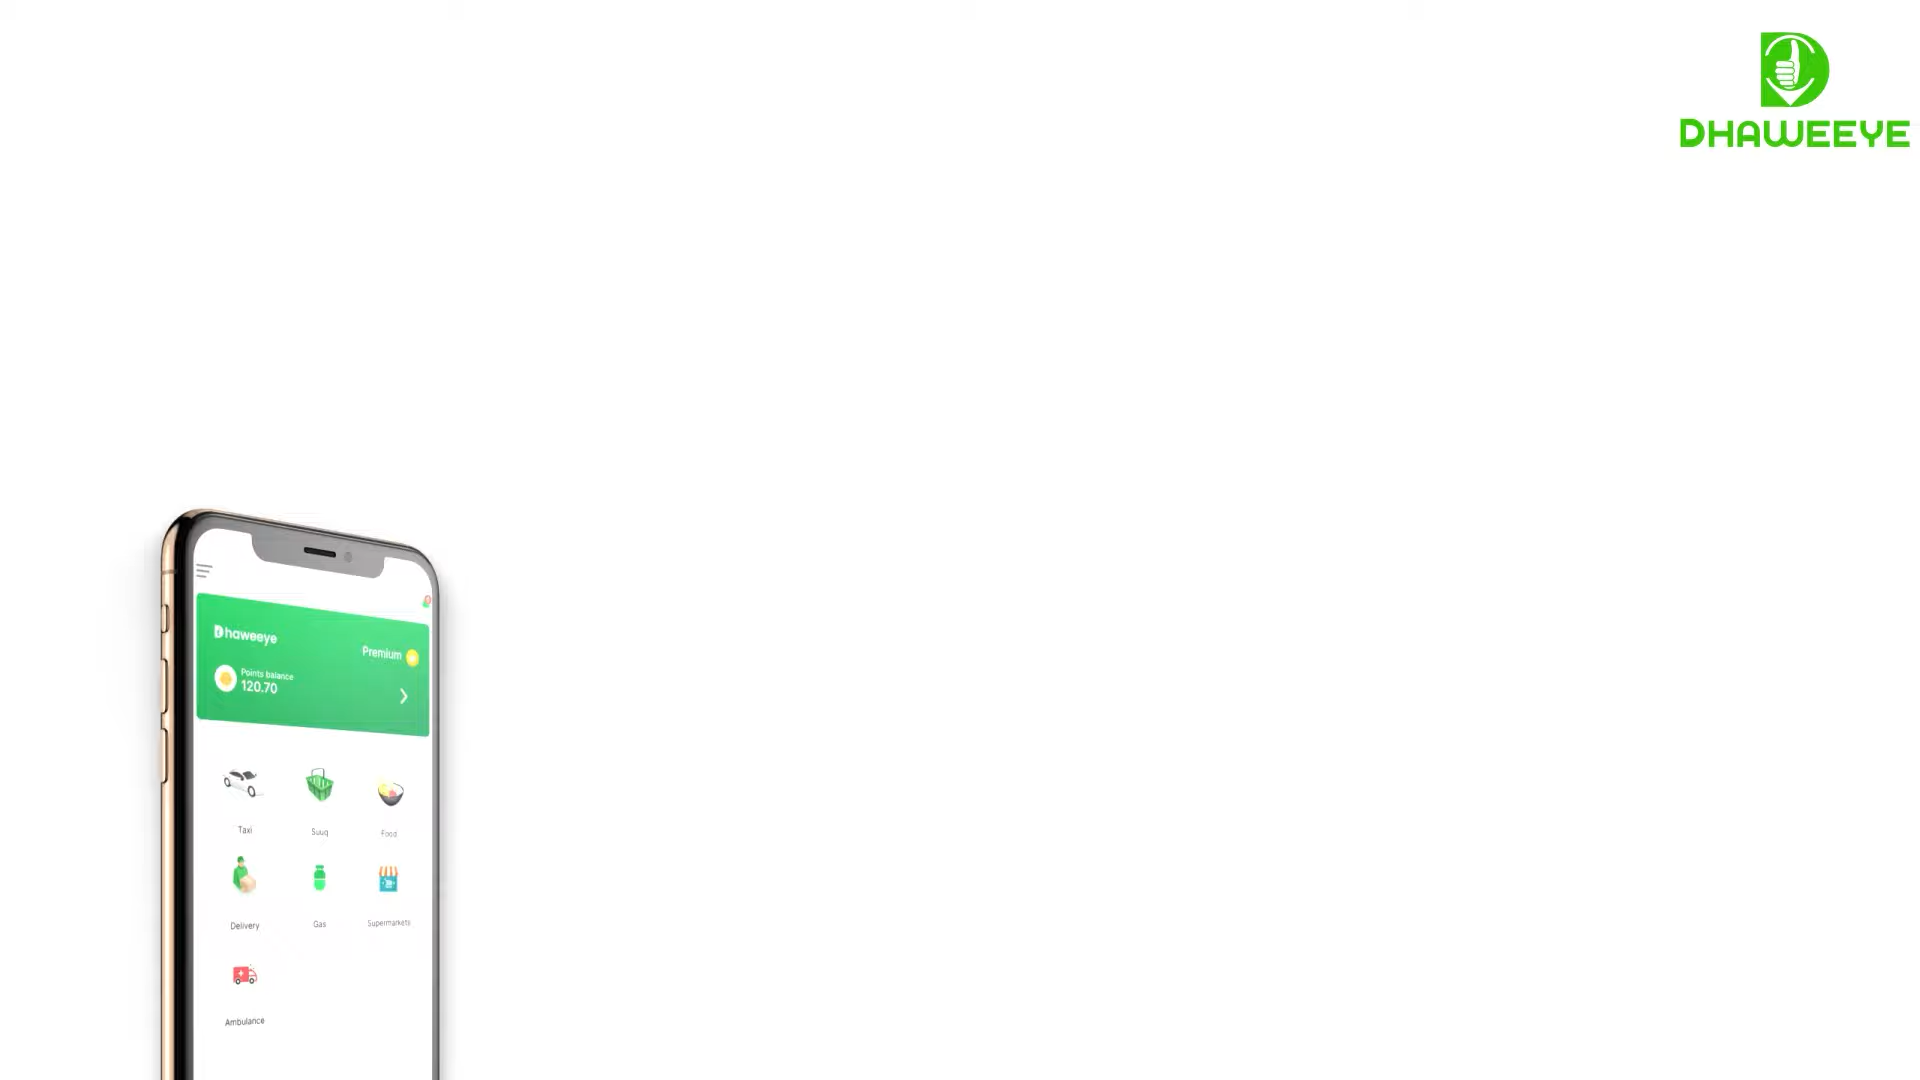 DHAWEEYE
Dhaweeye
Premium
Points balance
120.70
Taxi
Suuq
Food
Delivery
Gas
Supermarkets
Ambulance